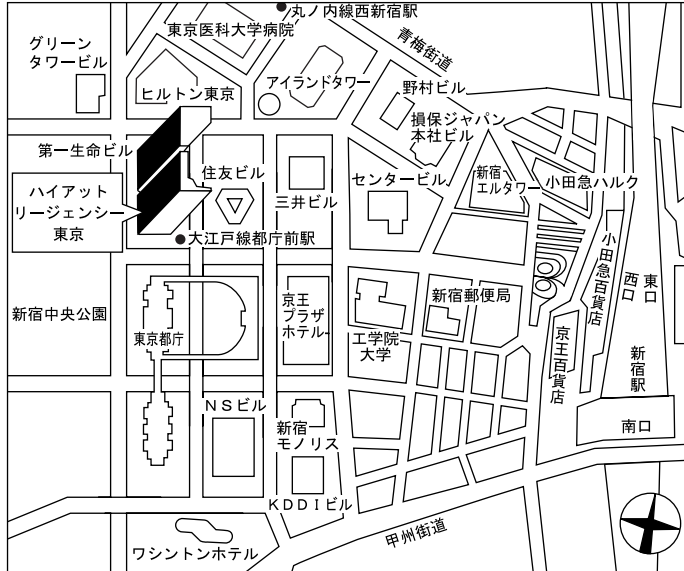 丸ノ内線西新宿駅
東京医科大学病院
青梅街道
グリーン
タワービル
アイランドタワー
ヒルトン東京
野村ビル
損保ジャパン
本社ビル
第一生命ビル
住友ビル
三井ビル
センタービル
新宿
エルタワー
小田急ハルク
ハイアット
リージェンシー
東京
大江戸線都庁前駅
小田急百貨店
西口
東口
新宿中央公園
東京都庁
京王
プラザ
ホテル
工学院
大学
新宿郵便局
京王百貨店
新宿駅
南口
NSビル
新宿
モノリス
KDDIビル
甲州街道
ワシントンホテル